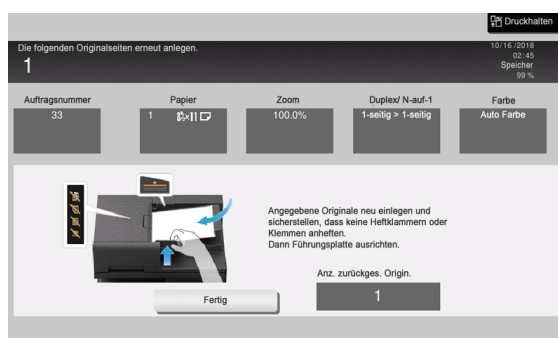 Druckhalten
Die folgenden Originalseiten erneut anlegen.
1
10/16 /2018
02:45
Speicher
99 %
Auftragsnummer
33
Papier
1
Zoom
100.0%
Duplex/ N-auf-1
1-seitig > 1-seitig
Farbe
Auto Farbe
Angegebene Originale neu einlegen und
sicherstellen, dass keine Heftklammern oder
Klemmen anheften.
Dann Führungsplatte ausrichten.
Anz. zurückges. Origin.
1
Fertig